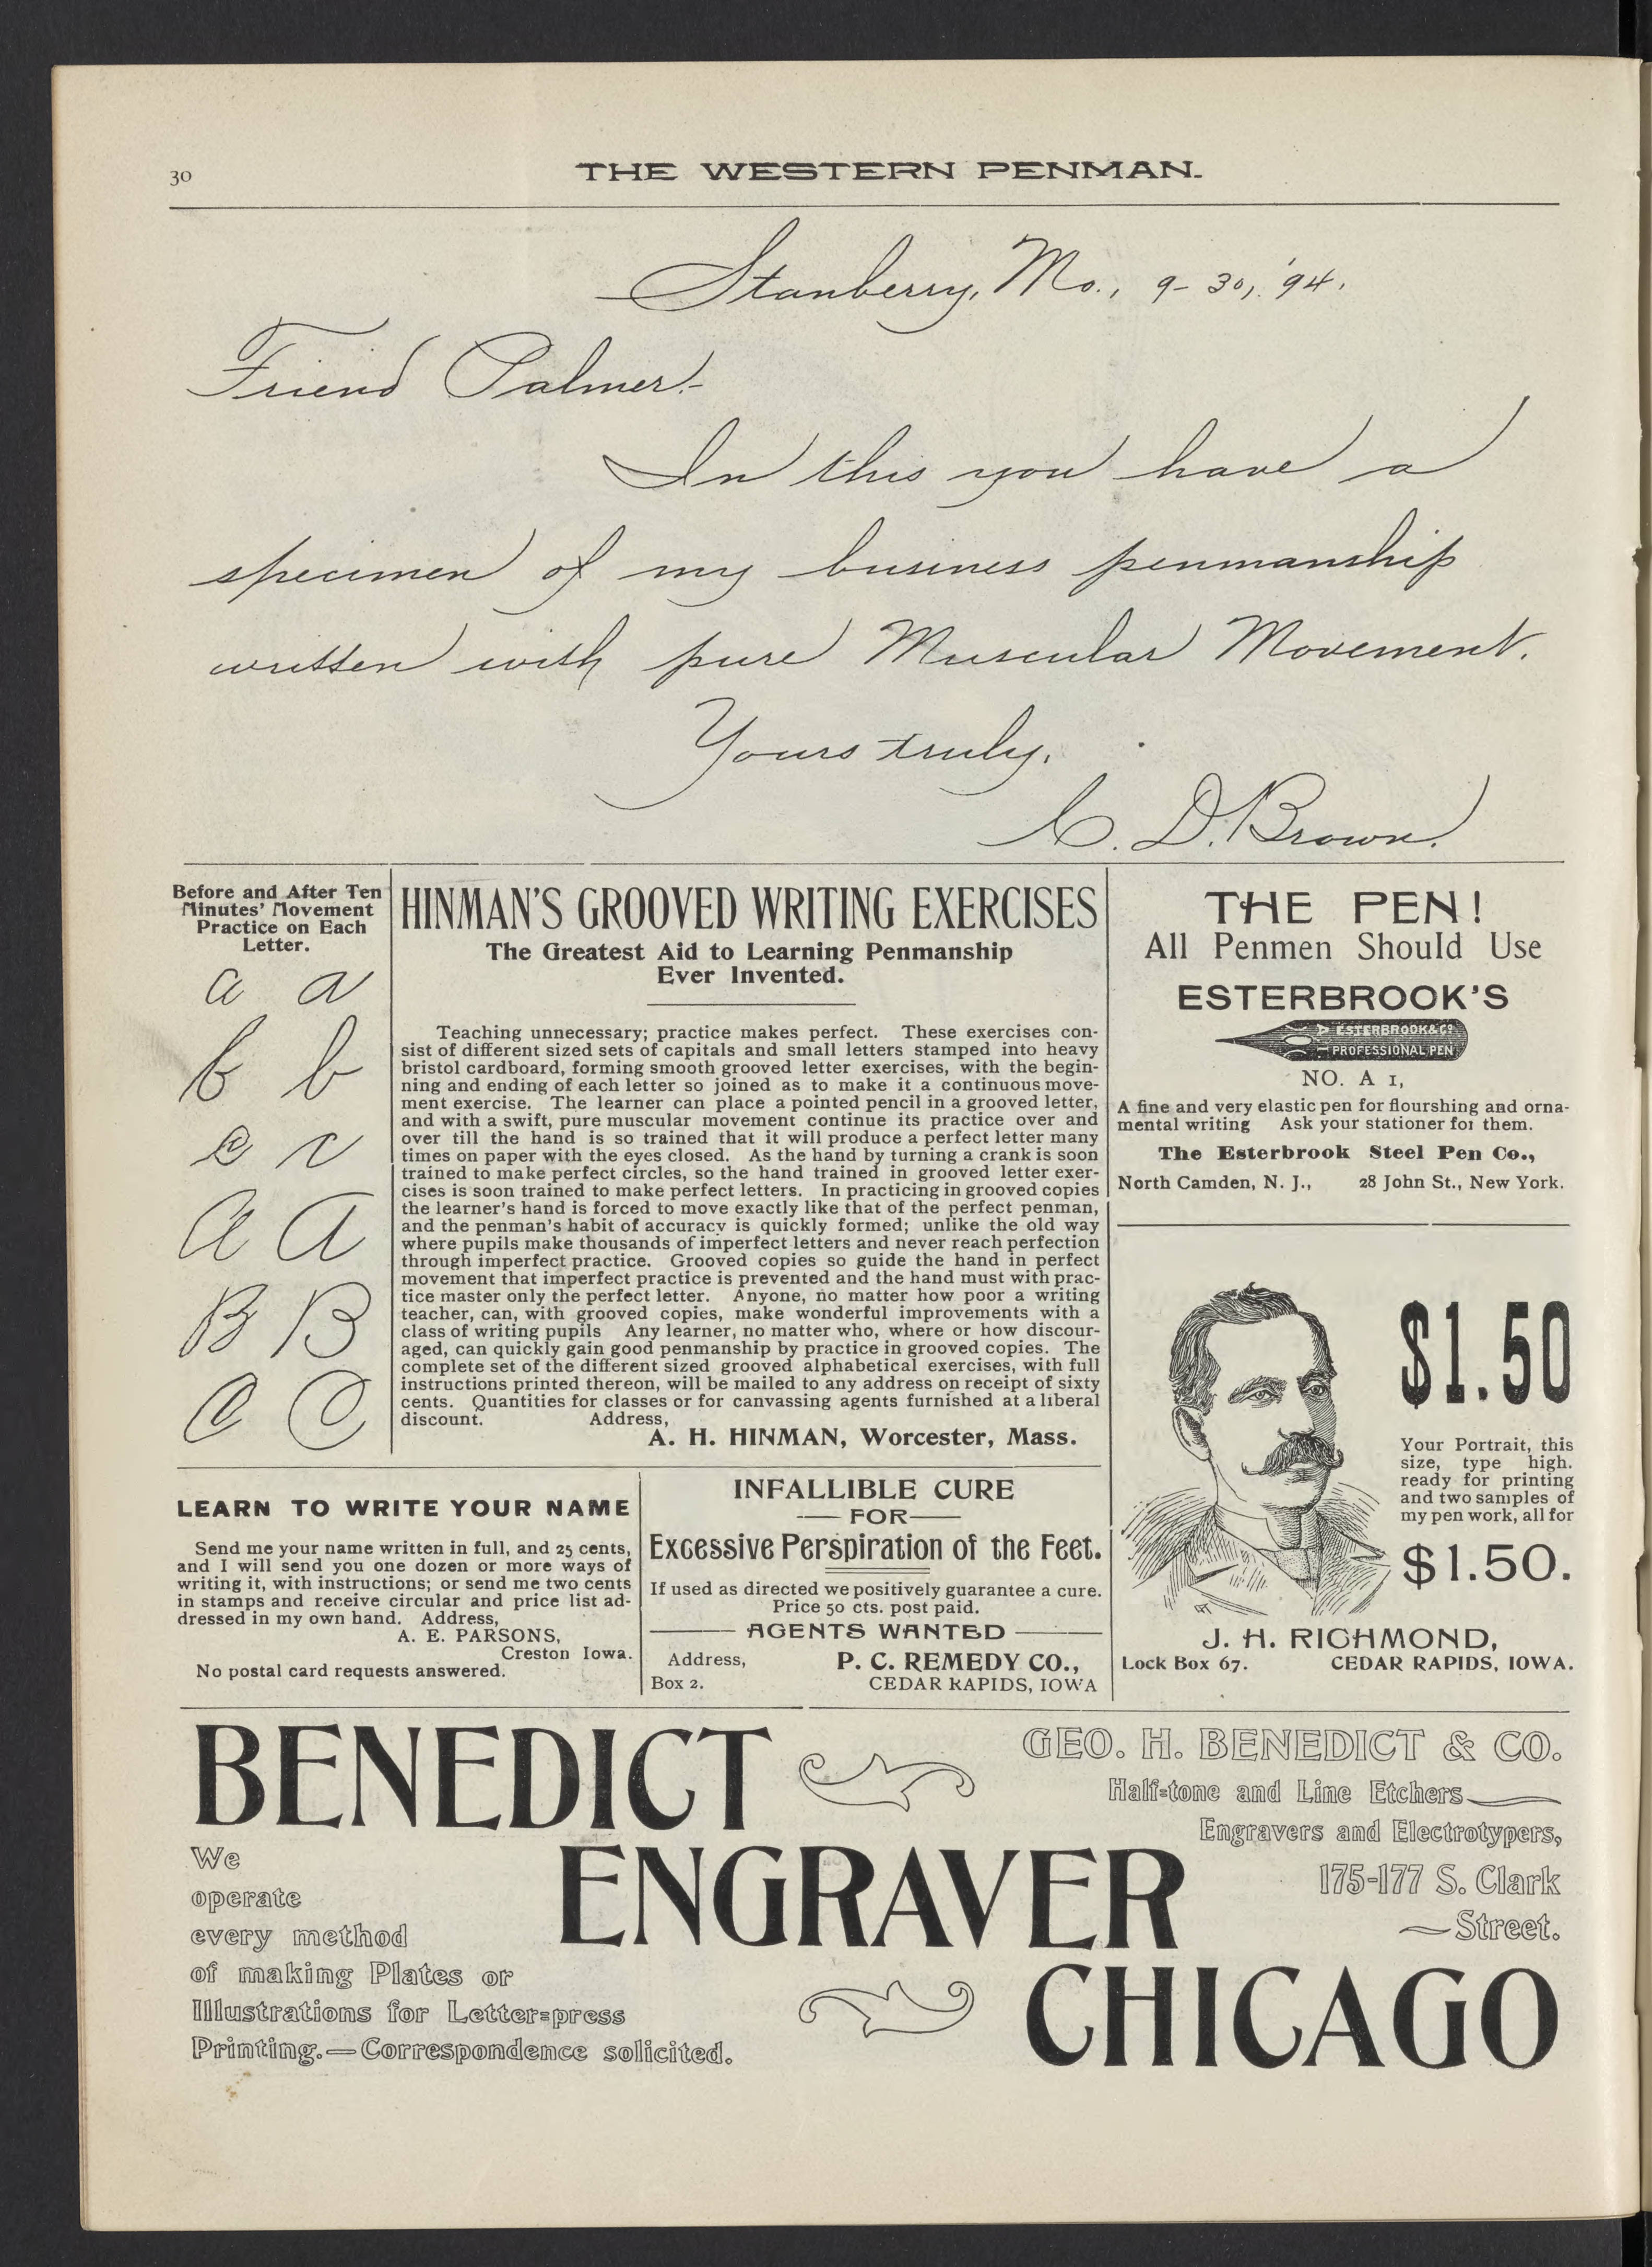 30
THE WESTERN PENMAN.
Stanberry, Mo., 9-30, '94.
Friend Palmer:-
In this you have a
specimen of my business penmanship
written with pure Muscular Movement.
Yours truly,
C. D. Brown.
Before and After Ten
Minutes' Movement
Practice on Each
Letter.
a a
b b
c c
A A
B B
C C
HINMAN'S GROOVED WRITING EXERCISES
The Greatest Aid to Learning Penmanship
Ever Invented.
Teaching unnecessary; practice makes perfect. These exercises con-
sist of different sized sets of capitals and small letters stamped into heavy
bristol cardboard, forming smooth grooved letter exercises, with the begin-
ning and ending of each letter so joined as to make it a continuous move-
ment exercise. The learner can place a pointed pencil in a grooved letter,
and with a swift, pure muscular movement continue its practice over and
over till the hand is so trained that it will produce a perfect letter many
times on paper with the eyes closed. As the hand by turning a crank is soon
trained to make perfect circles, so the hand trained in grooved letter exer-
cises is soon trained to make perfect letters. In practicing in grooved copies
the learner's hand is forced to move exactly like that of the perfect penman,
and the penman's habit of accuracy is quickly formed; unlike the old way
where pupils make thousands of imperfect letters and never reach perfection
through imperfect practice. Grooved copies so guide the hand in perfect
movement that imperfect practice is prevented and the hand must with prac-
tice master only the perfect letter. Anyone, no matter how poor a writing
teacher, can, with grooved copies, make wonderful improvements with a
class of writing pupils Any learner, no matter who, where or how discour-
aged, can quickly gain good penmanship by practice in grooved copies. The
complete set of the different sized grooved alphabetical exercises, with full
instructions printed thereon, will be mailed to any address on receipt of sixty
cents. Quantities for classes or for canvassing agents furnished at a liberal
discount. Address,
A. H. HINMAN, Worcester, Mass.
THE PEN!
All Penmen Should Use
ESTERBROOK'S
A 1 ESTERBROOK & CO
PROFESSIONAL PEN
NO. A 1,
A fine and very elastic pen for flourshing and orna-
mental writing Ask your stationer for them.
The Esterbrook Steel Pen Co.,
North Camden, N. J., 28 John St., New York.
$1.50
Your Portrait, this
size, type high.
ready for printing
and two samples of
my pen work, all for
$1.50.
J. H. RICHMOND,
Lock Box 67. CEDAR RAPIDS, IOWA.
LEARN TO WRITE YOUR NAME
Send me your name written in full, and 25 cents,
and I will send you one dozen or more ways of
writing it, with instructions; or send me two cents
in stamps and receive circular and price list ad-
dressed in my own hand. Address,
A. E. PARSONS,
Creston Iowa.
No postal card requests answered.
INFALLIBLE CURE
FOR
Excessive Perspiration of the Feet.
If used as directed we positively guarantee a cure.
Price 50 cts. post paid.
AGENTS WANTED
Address, P. C. REMEDY CO.,
Box 2. CEDAR RAPIDS, IOWA
BENEDICT
ENGRAVER
CHICAGO
GEO. H. BENEDICT & CO.
Half-tone and Line Etchers
Engravers and Electrotypers,
175-177 S. Clark
Street.
We
operate
every method
of making Plates or
Illustrations for Letter-press
Printing.—Correspondence solicited.